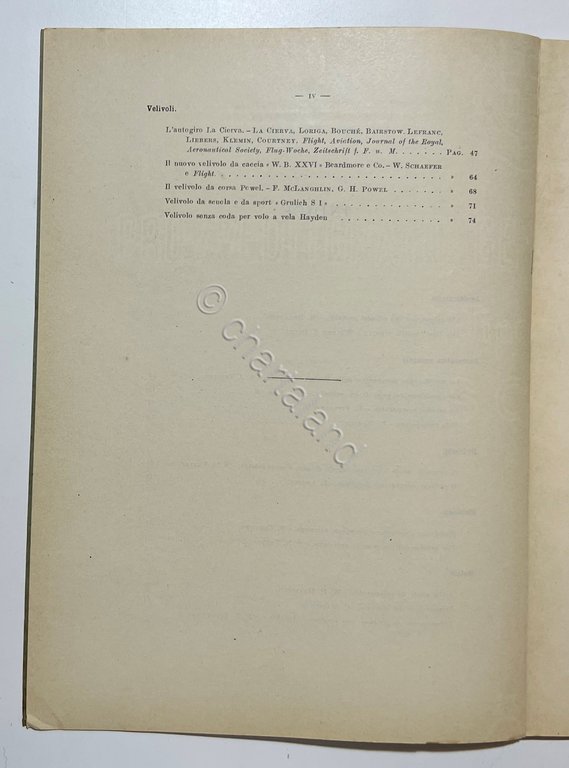 — IV —
Velivoli.
L'autogiro La Cierva. - LA CIERVA, LORIGA, BOUCHÉ, BAIRSTOW, LEFRANC,
LIEBERS, KLEMIN, COURTNEY. Flight, Aviation, Journal of the Royal,
Aeronautical Society, Flug-Woche, Zeitschrift f. F. u. M. . . . . . . . PAG. 47
Il nuovo velivolo da caccia « W. B. XXVI » Beardmore e Co. - W. SCHAEFER
e Flight. . . . . . . . . . . . . . . . . . . . . . . . . . . » 64
Il velivolo da corsa Powel. - F. MCLANGHLIN, G. H. POWEL . . . . . . . . » 68
Velivolo da scuola e da sport « Grulich S 1 » . . . . . . . . . . . . . . » 71
Velivolo senza coda per volo a vela Hayden . . . . . . . . . . . . . . » 74
© chartaland